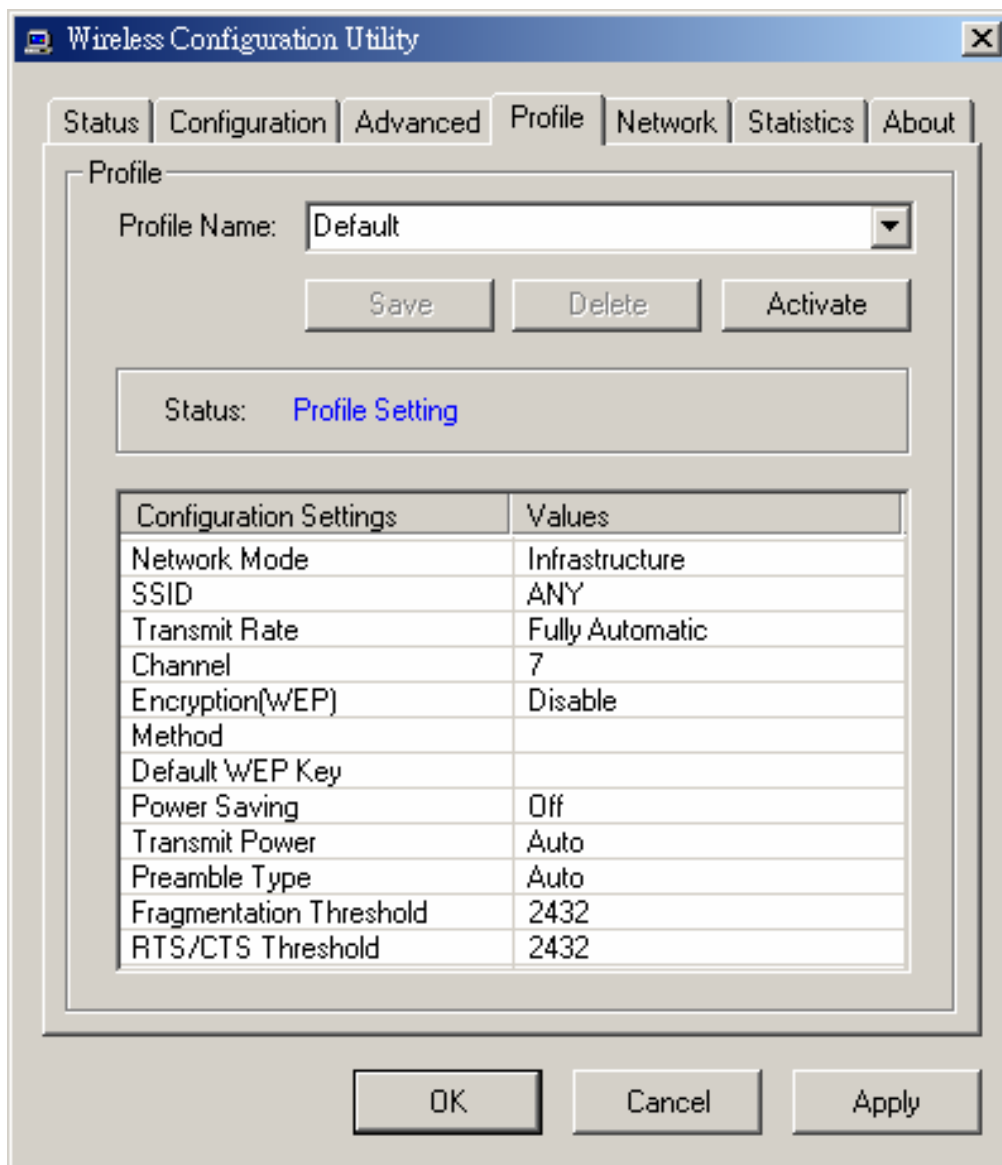 Wireless Configuration Utility
Status Configuration Advanced Profile Network Statistics About
Profile
Profile Name: Default
Save Delete Activate
Status: Profile Setting
Configuration Settings Values
Network Mode Infrastructure
SSID ANY
Transmit Rate Fully Automatic
Channel 7
Encryption(WEP) Disable
Method
Default WEP Key
Power Saving Off
Transmit Power Auto
Preamble Type Auto
Fragmentation Threshold 2432
RTS/CTS Threshold 2432
OK Cancel Apply